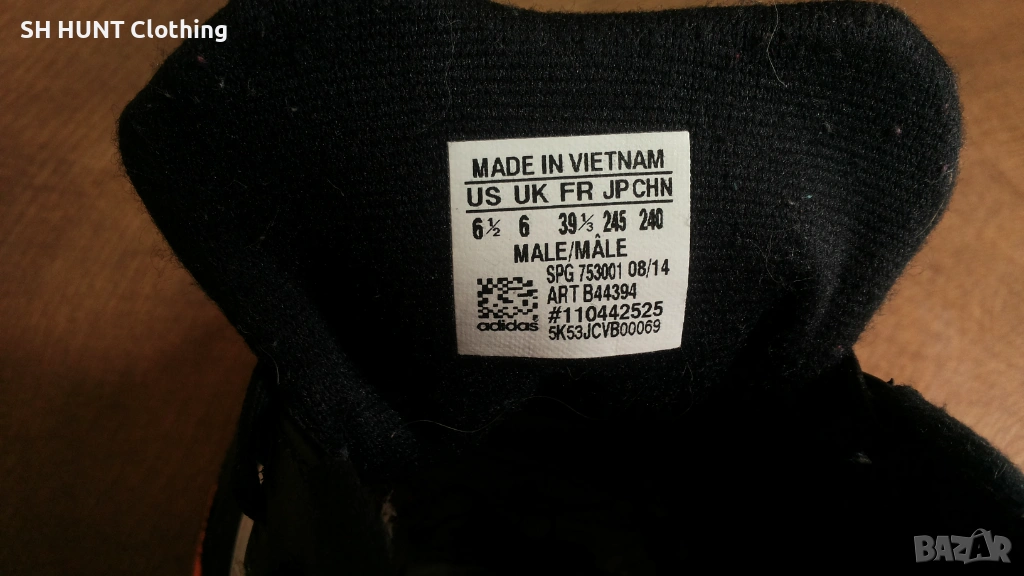 SH HUNT Clothing
MADE IN VIETNAM
US UK FR JP CHN
6½ 6 39⅓ 245 240
MALE/MÂLE
SPG 753001 08/14
ART B44394
#110442525
5K53JCVB00069
adidas
BAZAR